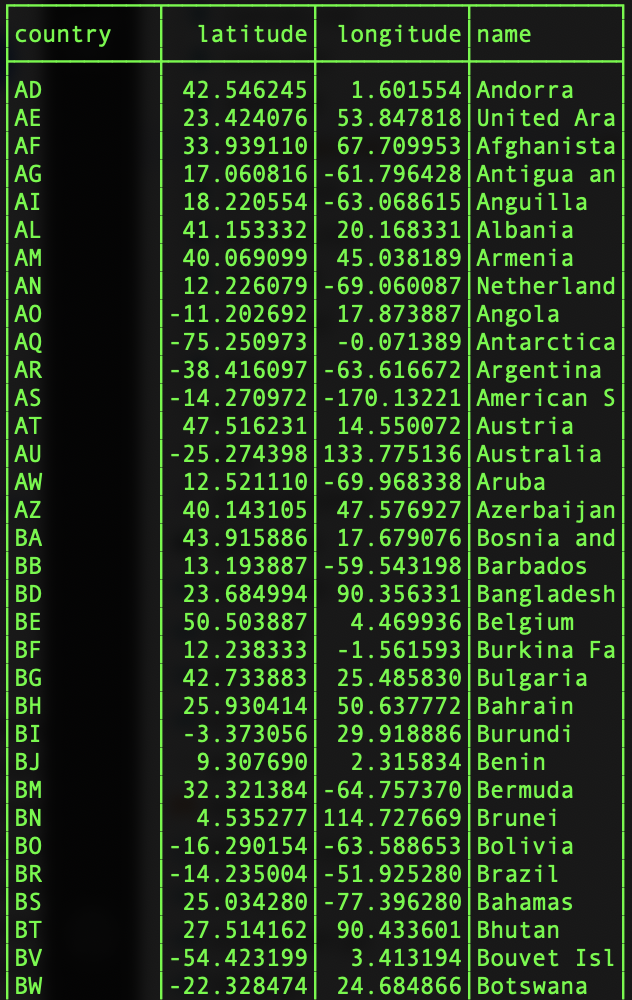 country latitude longitude name
AD 42.546245 1.601554 Andorra
AE 23.424076 53.847818 United Ara
AF 33.939110 67.709953 Afghanista
AG 17.060816 -61.796428 Antigua an
AI 18.220554 -63.068615 Anguilla
AL 41.153332 20.168331 Albania
AM 40.069099 45.038189 Armenia
AN 12.226079 -69.060087 Netherland
AO -11.202692 17.873887 Angola
AQ -75.250973 -0.071389 Antarctica
AR -38.416097 -63.616672 Argentina
AS -14.270972 -170.13221 American S
AT 47.516231 14.550072 Austria
AU -25.274398 133.775136 Australia
AW 12.521110 -69.968338 Aruba
AZ 40.143105 47.576927 Azerbaijan
BA 43.915886 17.679076 Bosnia and
BB 13.193887 -59.543198 Barbados
BD 23.684994 90.356331 Bangladesh
BE 50.503887 4.469936 Belgium
BF 12.238333 -1.561593 Burkina Fa
BG 42.733883 25.485830 Bulgaria
BH 25.930414 50.637772 Bahrain
BI -3.373056 29.918886 Burundi
BJ 9.307690 2.315834 Benin
BM 32.321384 -64.757370 Bermuda
BN 4.535277 114.727669 Brunei
BO -16.290154 -63.588653 Bolivia
BR -14.235004 -51.925280 Brazil
BS 25.034280 -77.396280 Bahamas
BT 27.514162 90.433601 Bhutan
BV -54.423199 3.413194 Bouvet Isl
BW -22.328474 24.684866 Botswana